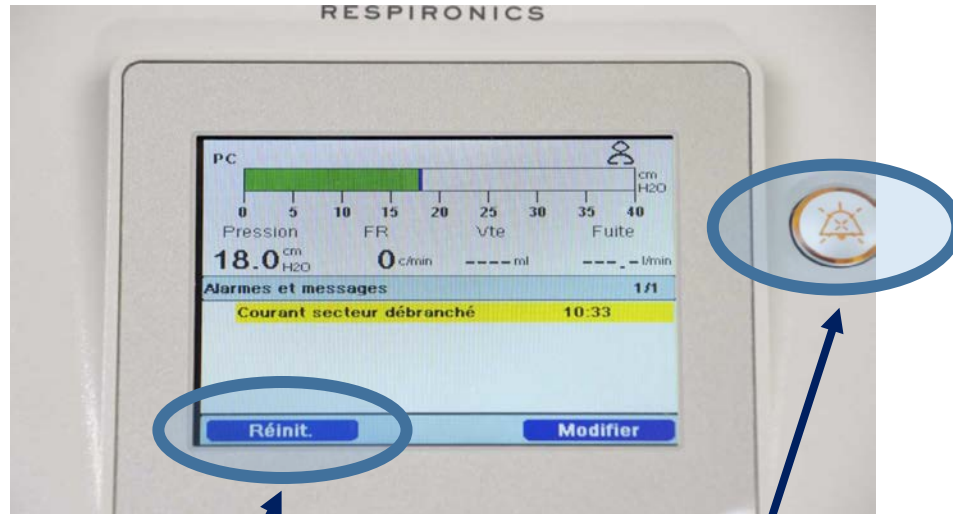 RESPIRONICS
PC
cm
H2O
0 5 10 15 20 25 30 35 40
Pression FR Vte Fuite
18.0 cm H2O 0 c/min ---- ml ---.- l/min
Alarmes et messages 1/1
Courant secteur débranché 10:33
Réinit. Modifier